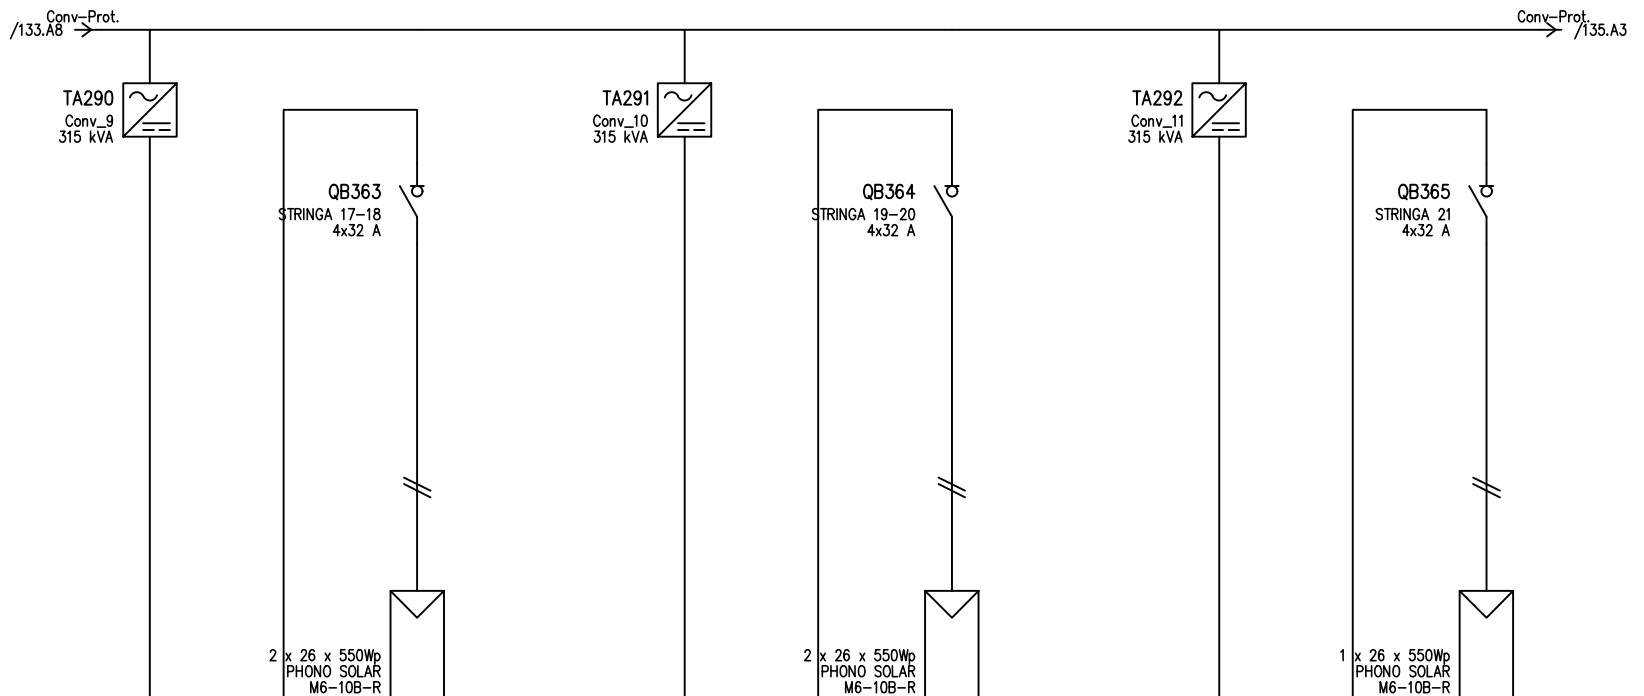 Conv-Prot.
/133.A8
Conv-Prot.
/135.A3
TA290
Conv_9
315 kVA
QB363
STRINGA 17-18
4x32 A
2 x 26 x 550Wp
PHONO SOLAR
M6-10B-R
TA291
Conv_10
315 kVA
QB364
STRINGA 19-20
4x32 A
2 x 26 x 550Wp
PHONO SOLAR
M6-10B-R
TA292
Conv_11
315 kVA
QB365
STRINGA 21
4x32 A
1 x 26 x 550Wp
PHONO SOLAR
M6-10B-R